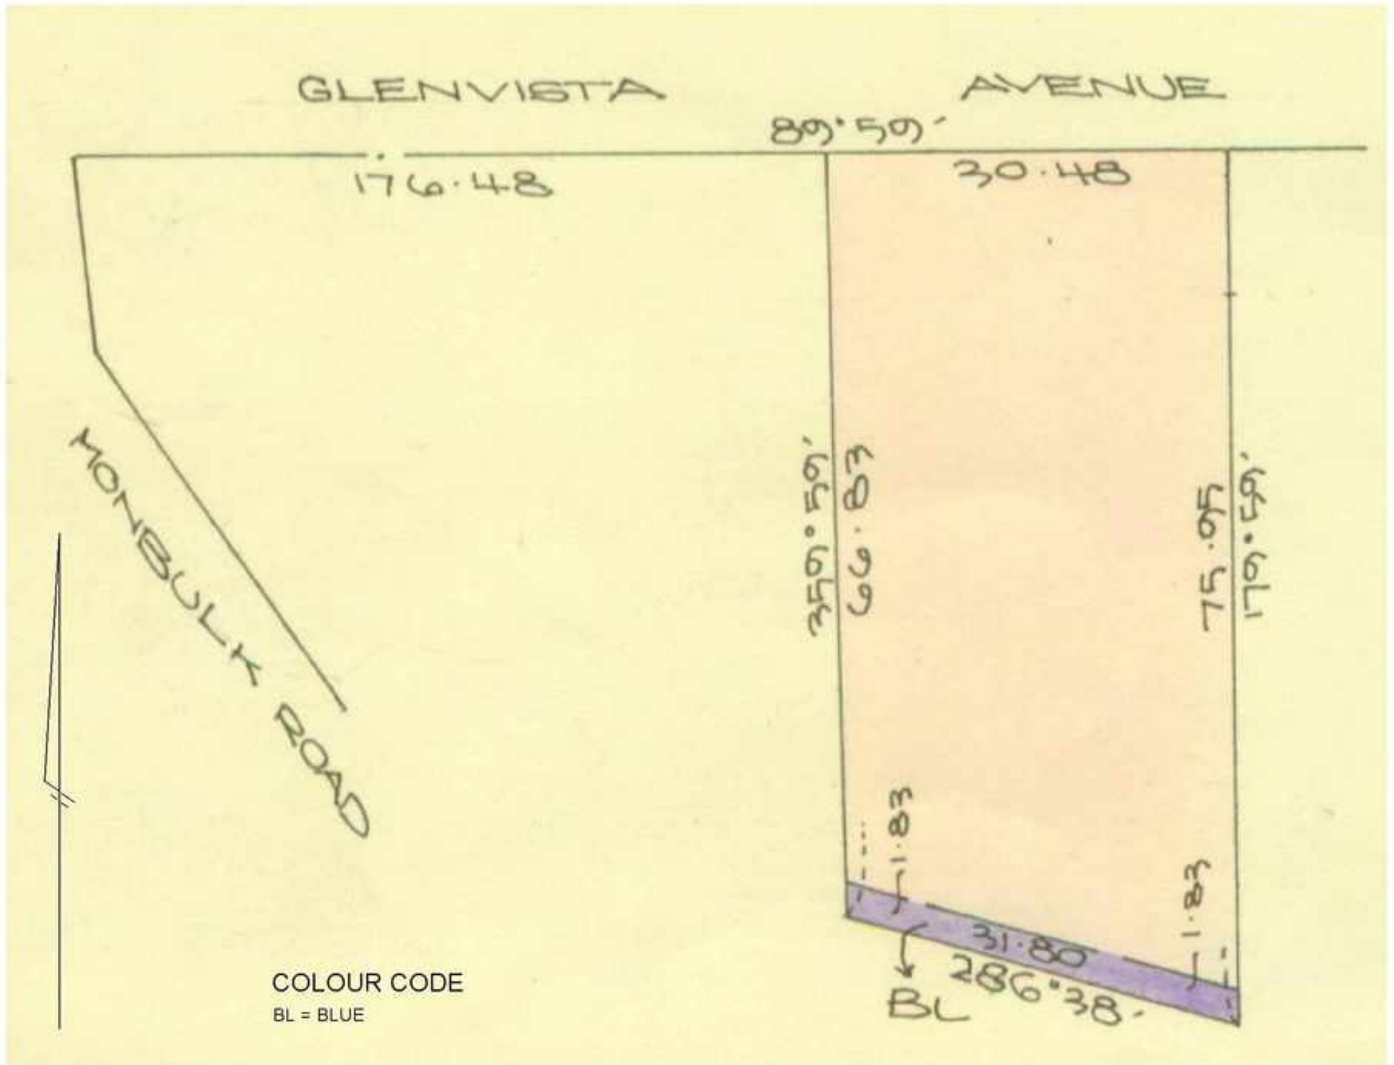 GLENVISTA AVENUE
89°59'
176.48
30.48
359°59'
66.83
75.95
179°59'
MONBULK ROAD
1.83
1.83
31.80
286°38'
BL
COLOUR CODE
BL = BLUE